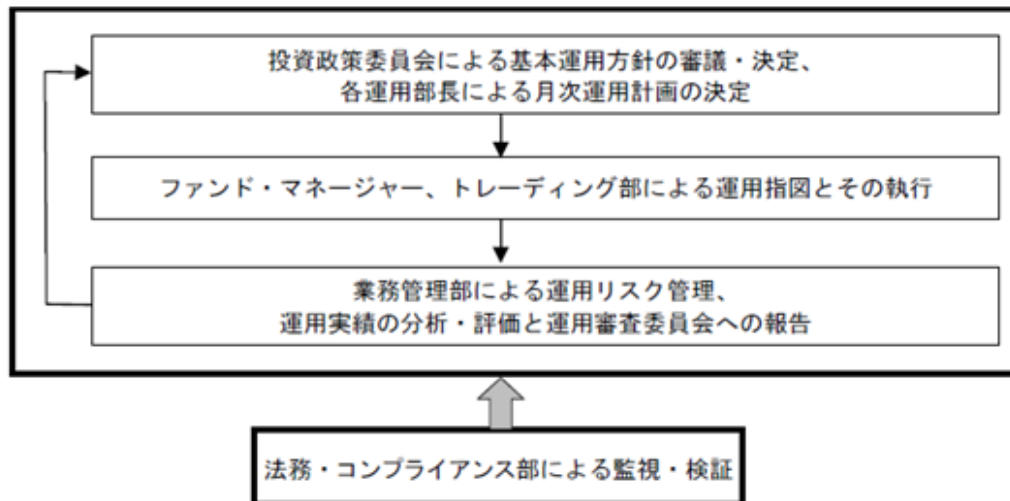 投資政策委員会による基本運用方針の審議・決定、
各運用部長による月次運用計画の決定
ファンド・マネージャー、トレーディング部による運用指図とその執行
業務管理部による運用リスク管理、
運用実績の分析・評価と運用審査委員会への報告
法務・コンプライアンス部による監視・検証